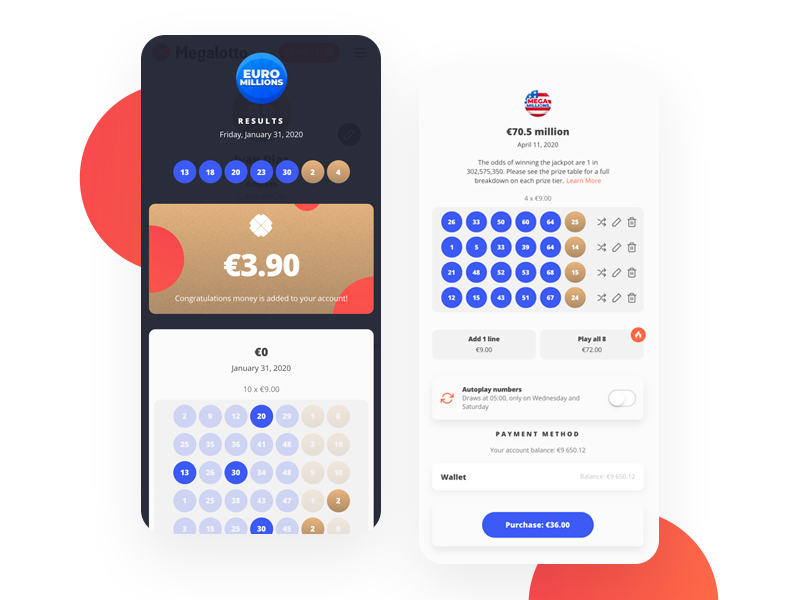 Megalotto
EURO
MILLIONS
RESULTS
Friday, January 31, 2020
13 18 20 23 30 2 4
€3.90
Congratulations money is added to your account!
€0
January 31, 2020
10 x €9.00
2 9 12 20 29 1 6
25 35 36 41 48 3 10
13 26 30 34 48 9 10
1 25 38 43 47 1 2
3 15 25 30 45 2 9
MEGA
MILLIONS
€70.5 million
April 11, 2020
The odds of winning the jackpot are 1 in
302,575,350. Please see the prize table for a full
breakdown on each prize tier. Learn More
4 x €9.00
26 33 50 60 64 25
1 5 33 39 64 14
21 48 52 53 68 15
12 15 43 51 67 24
Add 1 line
€9.00
Play all 8
€72.00
Autoplay numbers
Draws at 05:00, only on Wednesday and
Saturday
PAYMENT METHOD
Your account balance: €9 650.12
Wallet
Balance: €9 650.12
Purchase: €36.00